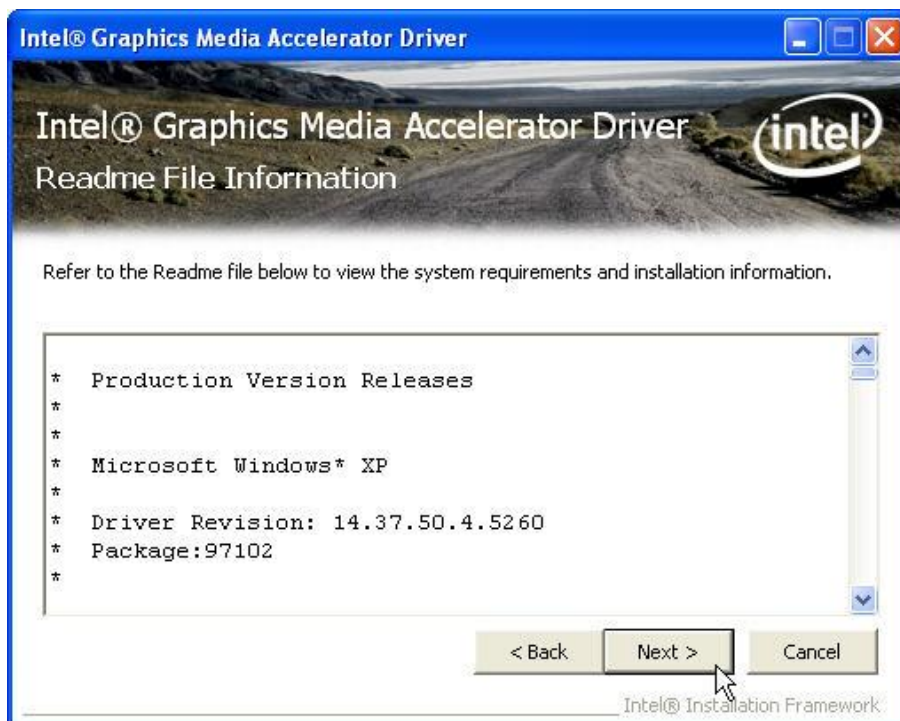 Intel® Graphics Media Accelerator Driver
Intel® Graphics Media Accelerator Driver
intel
Readme File Information
Refer to the Readme file below to view the system requirements and installation information.
* Production Version Releases
*
*
* Microsoft Windows* XP
*
* Driver Revision: 14.37.50.4.5260
* Package:97102
*
< Back
Next >
Cancel
Intel® Installation Framework